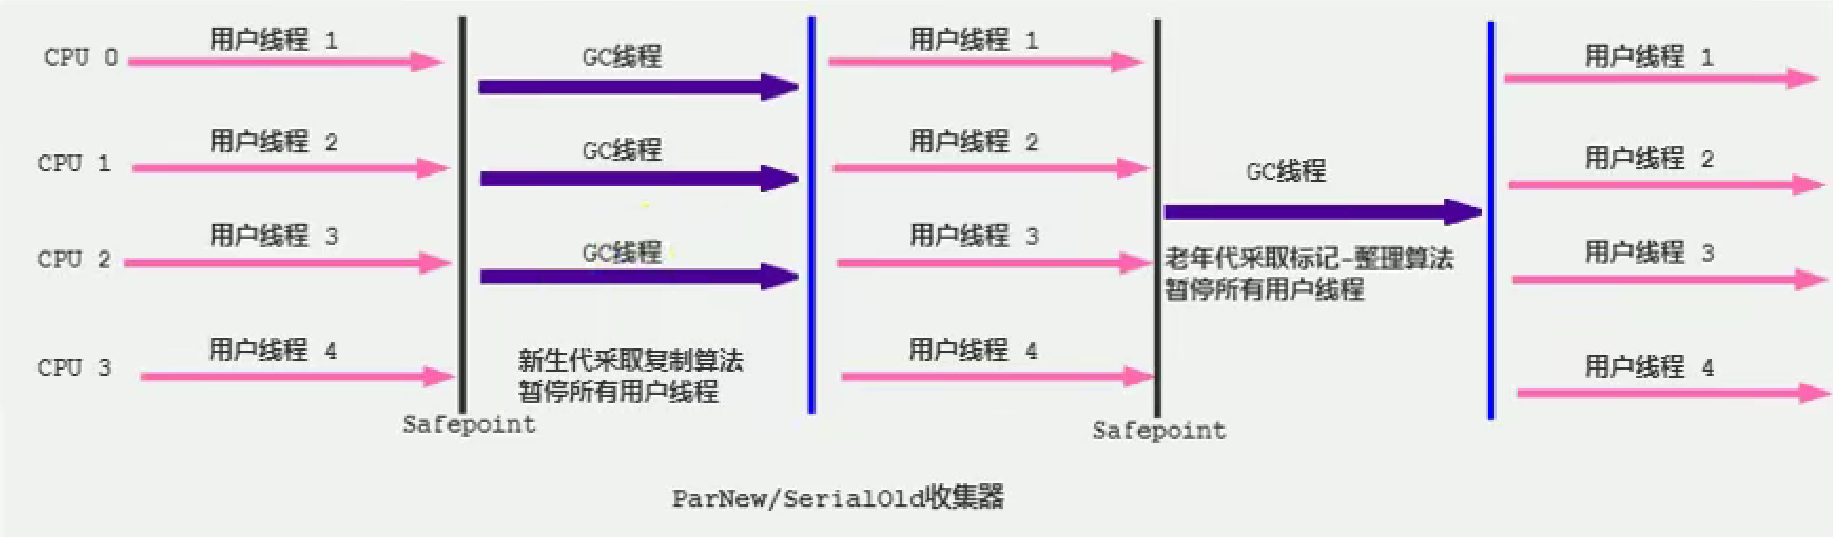 CPU 0
用户线程 1
GC线程
用户线程 1
用户线程 1
CPU 1
用户线程 2
GC线程
用户线程 2
GC线程
用户线程 2
CPU 2
用户线程 3
GC线程
用户线程 3
老年代采取标记-整理算法
暂停所有用户线程
用户线程 3
CPU 3
用户线程 4
新生代采取复制算法
暂停所有用户线程
用户线程 4
用户线程 4
Safepoint
Safepoint
ParNew/SerialOld收集器